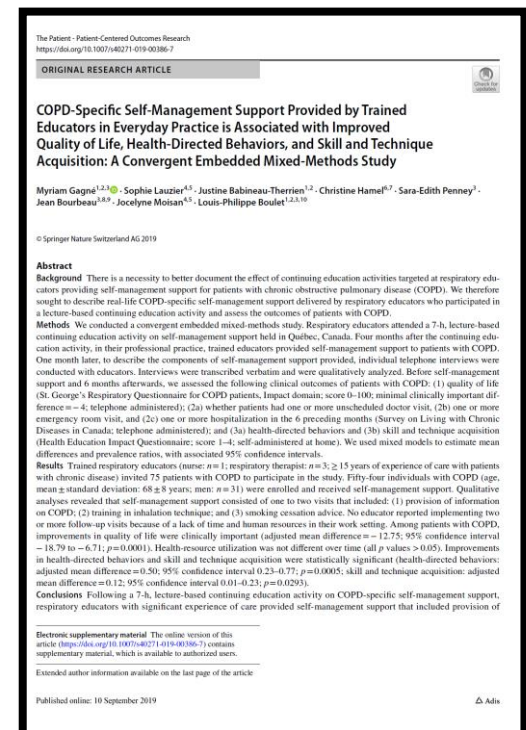 The Patient - Patient-Centered Outcomes Research
https://doi.org/10.1007/s40271-019-00386-7
ORIGINAL RESEARCH ARTICLE
Check for
updates
COPD-Specific Self-Management Support Provided by Trained
Educators in Everyday Practice is Associated with Improved
Quality of Life, Health-Directed Behaviors, and Skill and Technique
Acquisition: A Convergent Embedded Mixed-Methods Study
Myriam Gagné1,2,3 · Sophie Lauzier4,5 · Justine Babineau-Therrien1,2 · Christine Hamel6,7 · Sara-Edith Penney3 ·
Jean Bourbeau3,8,9 · Jocelyne Moisan4,5 · Louis-Philippe Boulet1,2,3,10
© Springer Nature Switzerland AG 2019
Abstract
Background There is a necessity to better document the effect of continuing education activities targeted at respiratory edu-
cators providing self-management support for patients with chronic obstructive pulmonary disease (COPD). We therefore
sought to describe real-life COPD-specific self-management support delivered by respiratory educators who participated in
a lecture-based continuing education activity and assess the outcomes of patients with COPD.
Methods We conducted a convergent embedded mixed-methods study. Respiratory educators attended a 7-h, lecture-based
continuing education activity on self-management support held in Québec, Canada. Four months after the continuing edu-
cation activity, in their professional practice, trained educators provided self-management support to patients with COPD.
One month later, to describe the components of self-management support provided, individual telephone interviews were
conducted with educators. Interviews were transcribed verbatim and were qualitatively analyzed. Before self-management
support and 6 months afterwards, we assessed the following clinical outcomes of patients with COPD: (1) quality of life
(St. George's Respiratory Questionnaire for COPD patients, Impact domain; score 0–100; minimal clinically important dif-
ference = − 4; telephone administered); (2a) whether patients had one or more unscheduled doctor visit, (2b) one or more
emergency room visit, and (2c) one or more hospitalization in the 6 preceding months (Survey on Living with Chronic
Diseases in Canada; telephone administered); and (3a) health-directed behaviors and (3b) skill and technique acquisition
(Health Education Impact Questionnaire; score 1–4; self-administered at home). We used mixed models to estimate mean
differences and prevalence ratios, with associated 95% confidence intervals.
Results Trained respiratory educators (nurse: n = 1; respiratory therapist: n = 3; ≥ 15 years of experience of care with patients
with chronic disease) invited 75 patients with COPD to participate in the study. Fifty-four individuals with COPD (age,
mean ± standard deviation: 68 ± 8 years; men: n = 31) were enrolled and received self-management support. Qualitative
analyses revealed that self-management support consisted of one to two visits that included: (1) provision of information
on COPD; (2) training in inhalation technique; and (3) smoking cessation advice. No educator reported implementing two
or more follow-up visits because of a lack of time and human resources in their work setting. Among patients with COPD,
improvements in quality of life were clinically important (adjusted mean difference = − 12.75; 95% confidence interval
− 18.79 to − 6.71; p = 0.0001). Health-resource utilization was not different over time (all p values > 0.05). Improvements
in health-directed behaviors and skill and technique acquisition were statistically significant (health-directed behaviors:
adjusted mean difference = 0.50; 95% confidence interval 0.23–0.77; p = 0.0005; skill and technique acquisition: adjusted
mean difference = 0.12; 95% confidence interval 0.01–0.23; p = 0.0293).
Conclusions Following a 7-h, lecture-based continuing education activity on COPD-specific self-management support,
respiratory educators with significant experience of care provided self-management support that included provision of
Electronic supplementary material The online version of this
article (https://doi.org/10.1007/s40271-019-00386-7) contains
supplementary material, which is available to authorized users.
Extended author information available on the last page of the article
Published online: 10 September 2019
△ Adis